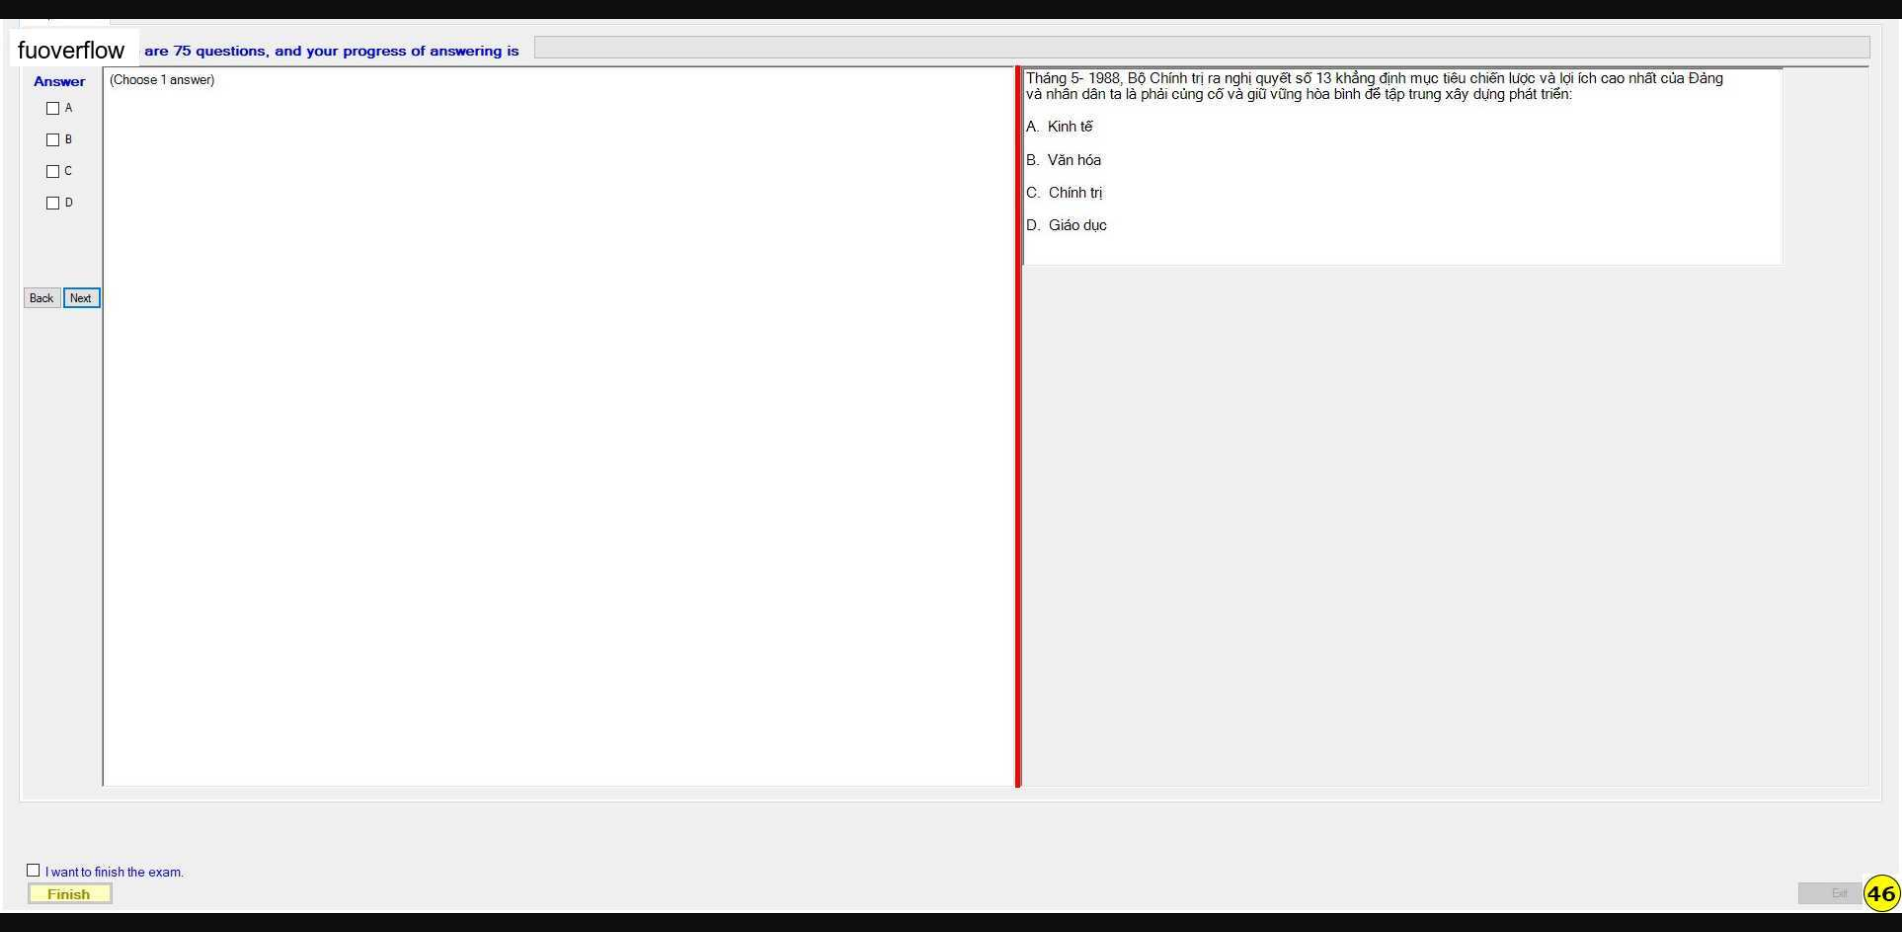 fuoverflow are 75 questions, and your progress of answering is
Answer
(Choose 1 answer)
A
B
C
D
Back Next
Tháng 5- 1988, Bộ Chính trị ra nghị quyết số 13 khẳng định mục tiêu chiến lược và lợi ích cao nhất của Đảng
và nhân dân ta là phải củng cố và giữ vững hòa bình để tập trung xây dựng phát triển:
A. Kinh tế
B. Văn hóa
C. Chính trị
D. Giáo dục
I want to finish the exam.
Finish
Exit
46